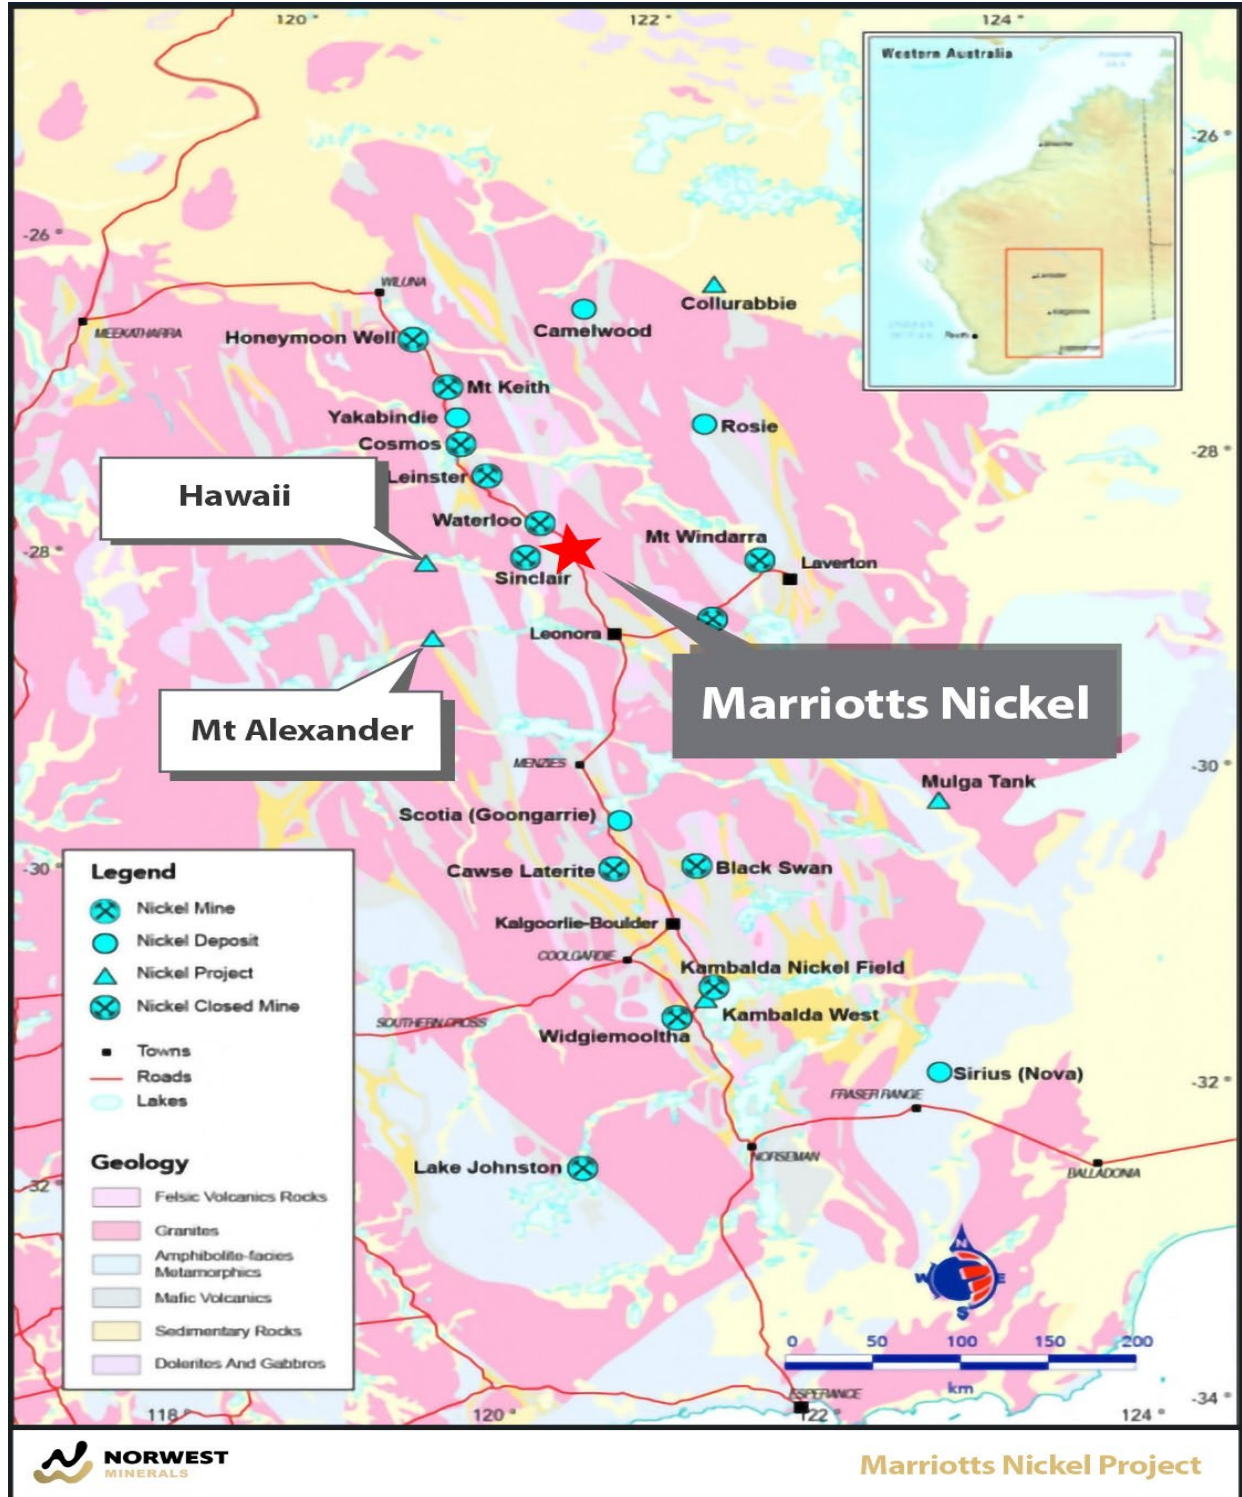 120 °
122 °
124 °
Western Australia
-26 °
-26 °
WILUNA
Collurabbie
MEEKATHARRA
Camelwood
Honeymoon Well
Perth
Mt Keith
Yakabindie
Rosie
Cosmos
-28 °
Leinster
Hawaii
Waterloo
Mt Windarra
-28 °
Laverton
Sinclair
Leonora
Marriotts Nickel
Mt Alexander
MENZIES
-30 °
Mulga Tank
Scotia (Goongarrie)
-30 °
Cawse Laterite
Black Swan
Kalgoorlie-Boulder
COOLGARDIE
Kambalda Nickel Field
Kambalda West
SOUTHERN CROSS
Widgiemooltha
Sirius (Nova)
-32 °
FRASER RANGE
NORSEMAN
Lake Johnston
BALLADONIA
32 °
Legend
Nickel Mine
Nickel Deposit
Nickel Project
Nickel Closed Mine
Towns
Roads
Lakes
Geology
Felsic Volcanics Rocks
Granites
Amphibolite-facies
Metamorphics
Mafic Volcanics
Sedimentary Rocks
Dolerites And Gabbros
N
W
E
S
0 50 100 150 200
km
ESPERANCE
-34 °
118 °
120 °
122 °
124 °
NORWEST
MINERALS
Marriotts Nickel Project